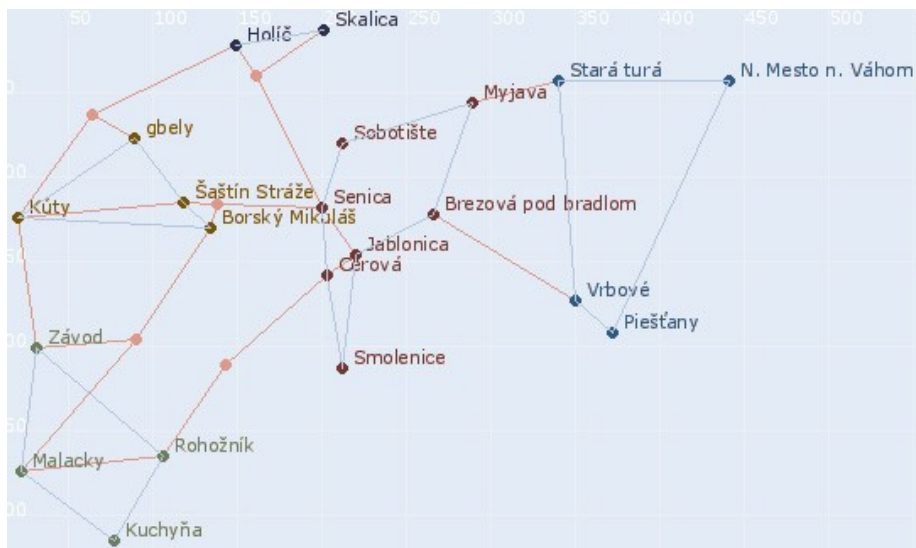 50 100 150 200 250 300 350 400 450 500
Skalica
Holíč
Stará turá
N. Mesto n. Váhom
Myjava
gbely
Sobotište
Šaštín Stráže
Senica
Kúty
Brezová pod bradlom
Borský Mikuláš
Jablonica
Cerová
Vrbové
Piešťany
Závod
Smolenice
Rohožník
Malacky
Kuchyňa